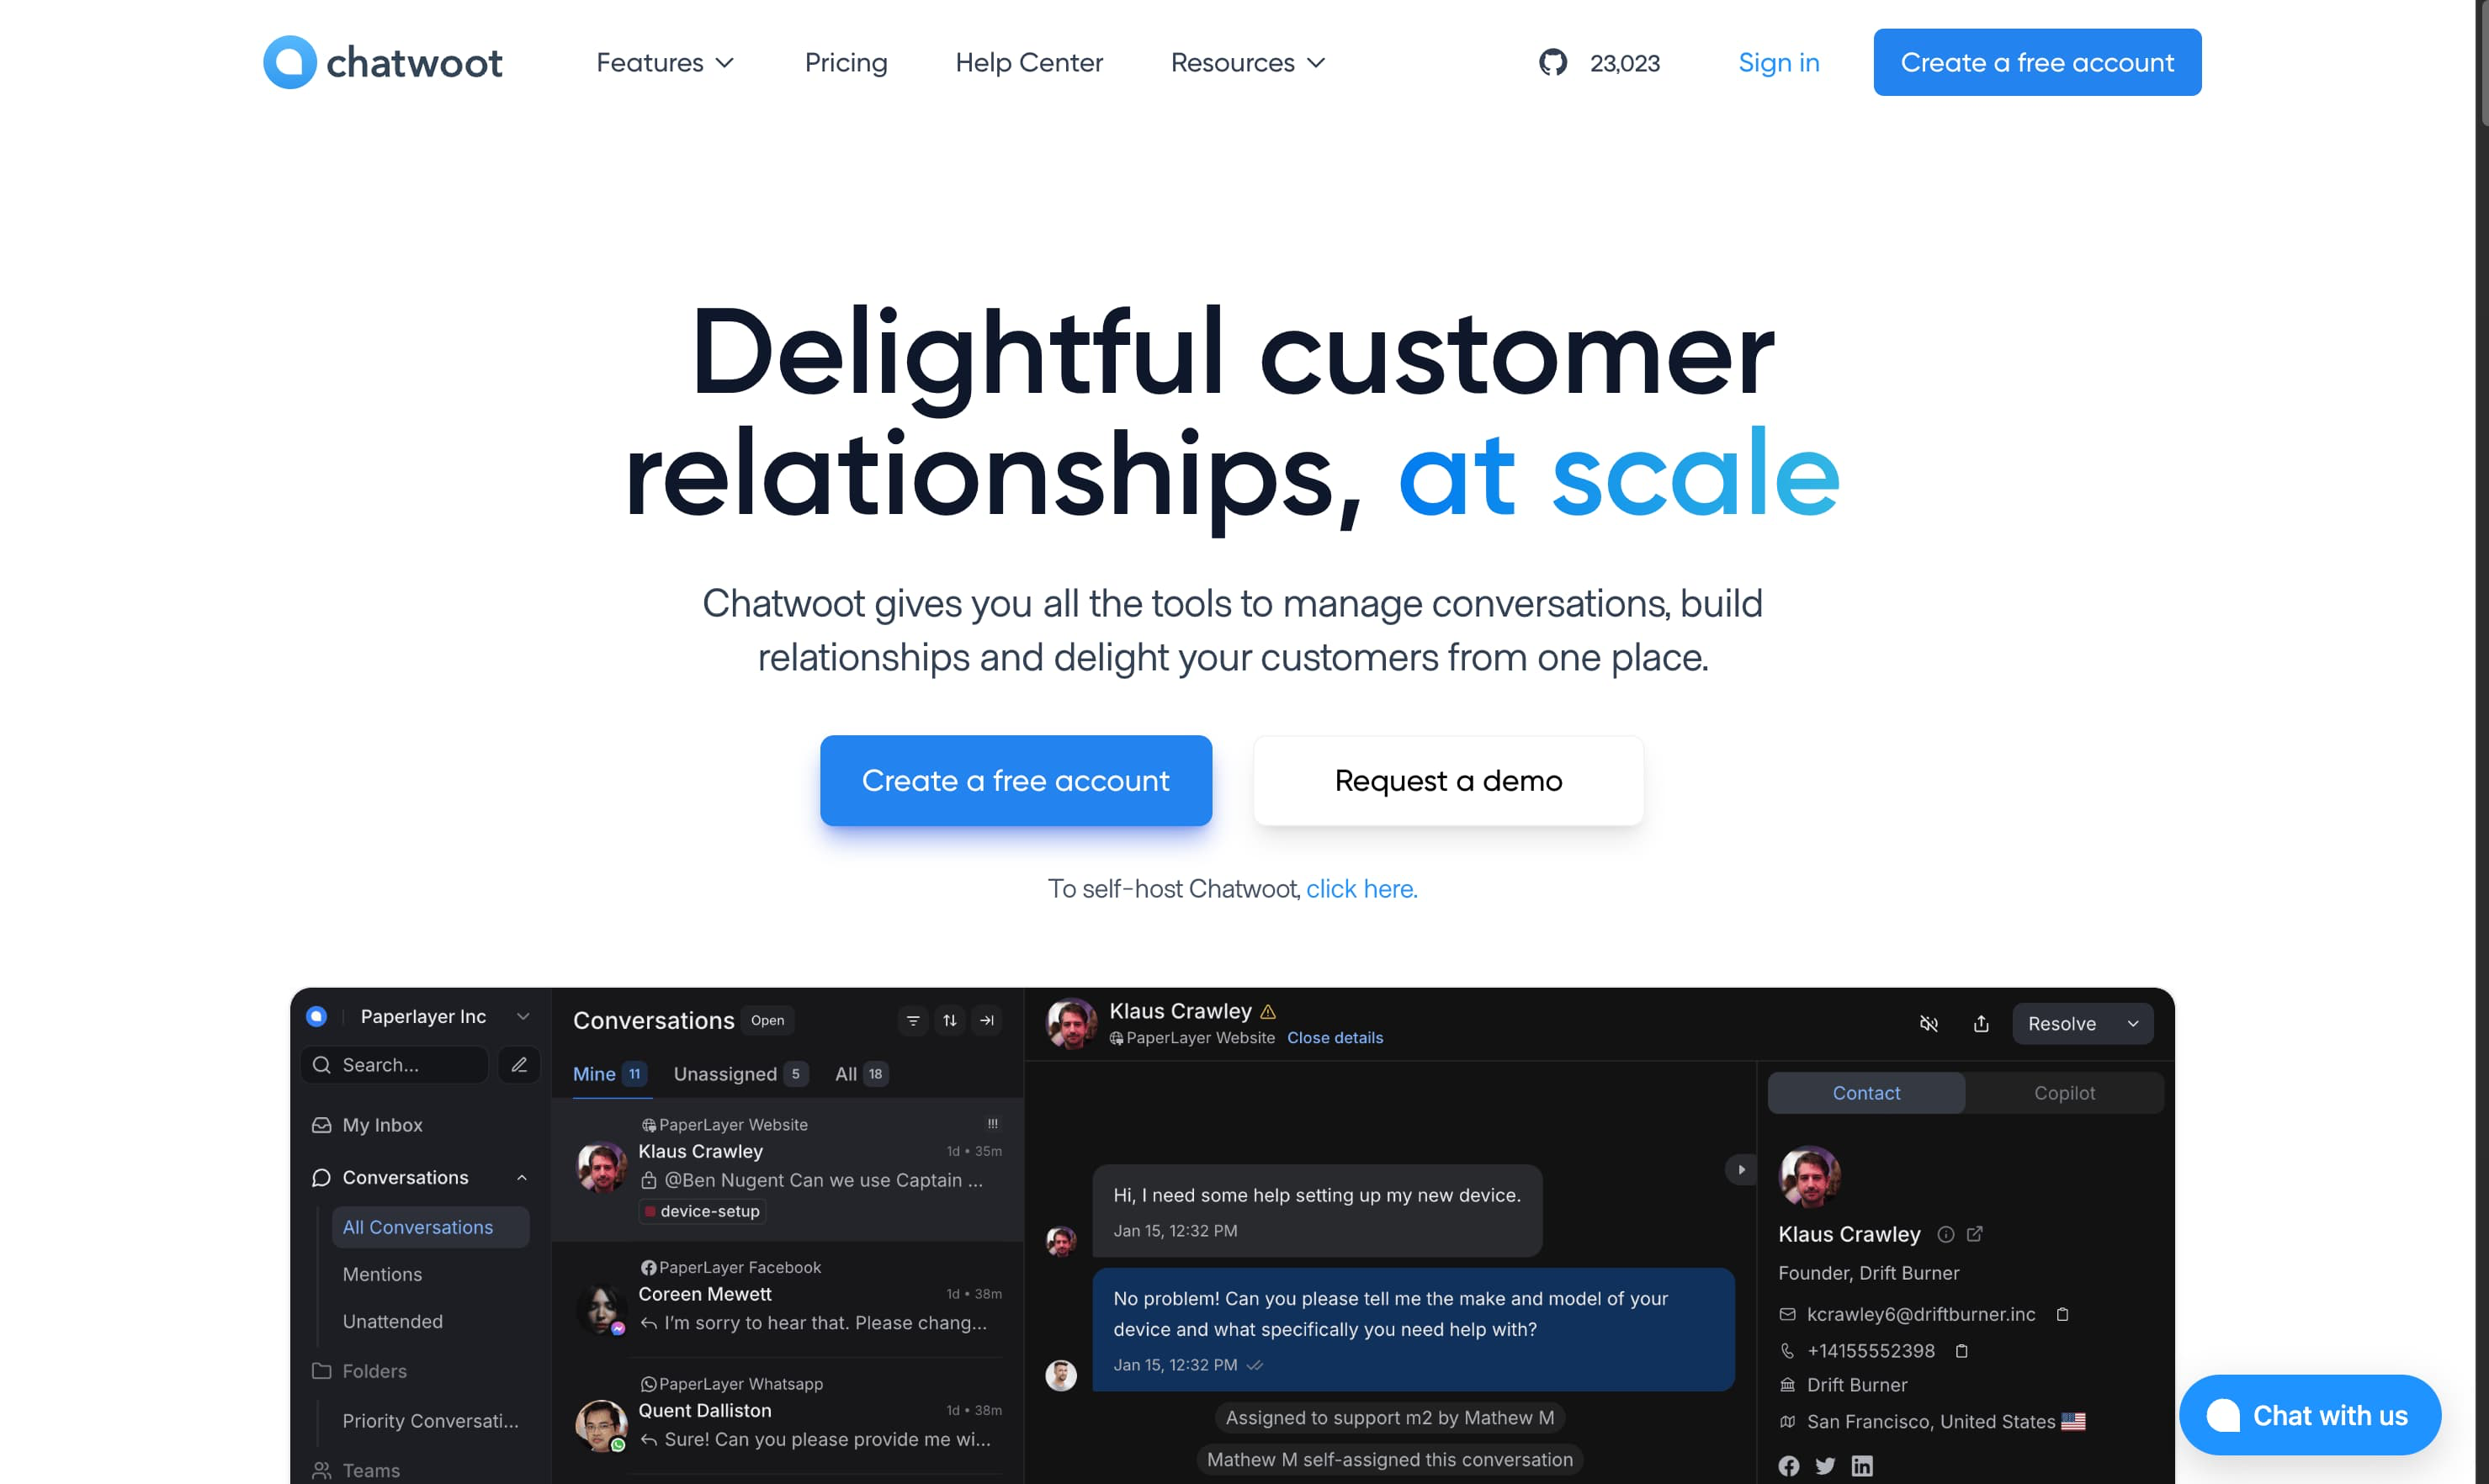 chatwoot
Features
Pricing
Help Center
Resources
23,023
Sign in
Create a free account
Delightful customer
relationships, at scale
Chatwoot gives you all the tools to manage conversations, build
relationships and delight your customers from one place.
Create a free account
Request a demo
To self-host Chatwoot, click here.
Paperlayer Inc
Search...
My Inbox
Conversations
All Conversations
Mentions
Unattended
Folders
Priority Conversati...
Teams
Conversations Open
Mine 11 Unassigned 5 All 18
PaperLayer Website !!!
Klaus Crawley 1d • 35m
@Ben Nugent Can we use Captain ...
device-setup
PaperLayer Facebook
Coreen Mewett 1d • 38m
I'm sorry to hear that. Please chang...
PaperLayer Whatsapp
Quent Dalliston 1d • 38m
Sure! Can you please provide me wi...
Klaus Crawley
PaperLayer Website Close details
Resolve
Hi, I need some help setting up my new device.
Jan 15, 12:32 PM
No problem! Can you please tell me the make and model of your
device and what specifically you need help with?
Jan 15, 12:32 PM
Assigned to support m2 by Mathew M
Mathew M self-assigned this conversation
Contact
Copilot
Klaus Crawley
Founder, Drift Burner
kcrawley6@driftburner.inc
+14155552398
Drift Burner
San Francisco, United States
Chat with us